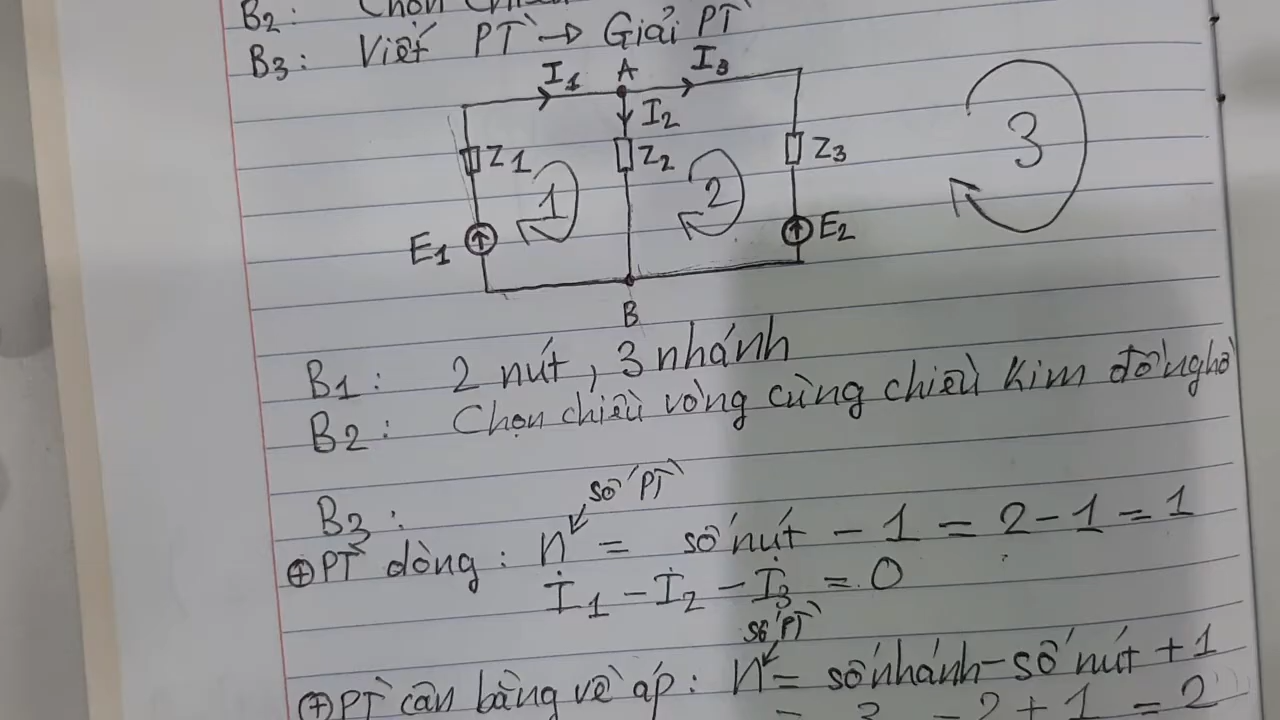 B2: Chọn chiều
B3: Viết PT → Giải PT
I1 A I3
I2
Z1 Z2 Z3
1 2 3
E1 E2
B
B1: 2 nút, 3 nhánh
B2: Chọn chiều vòng cùng chiều kim đồng hồ
B3:
số PT
⊕PT dòng: n = số nút - 1 = 2-1 = 1
İ1 - İ2 - İ3 = 0
số PT
⊕PT cân bằng về áp: n = số nhánh - số nút + 1
= 3 - 2 + 1 = 2